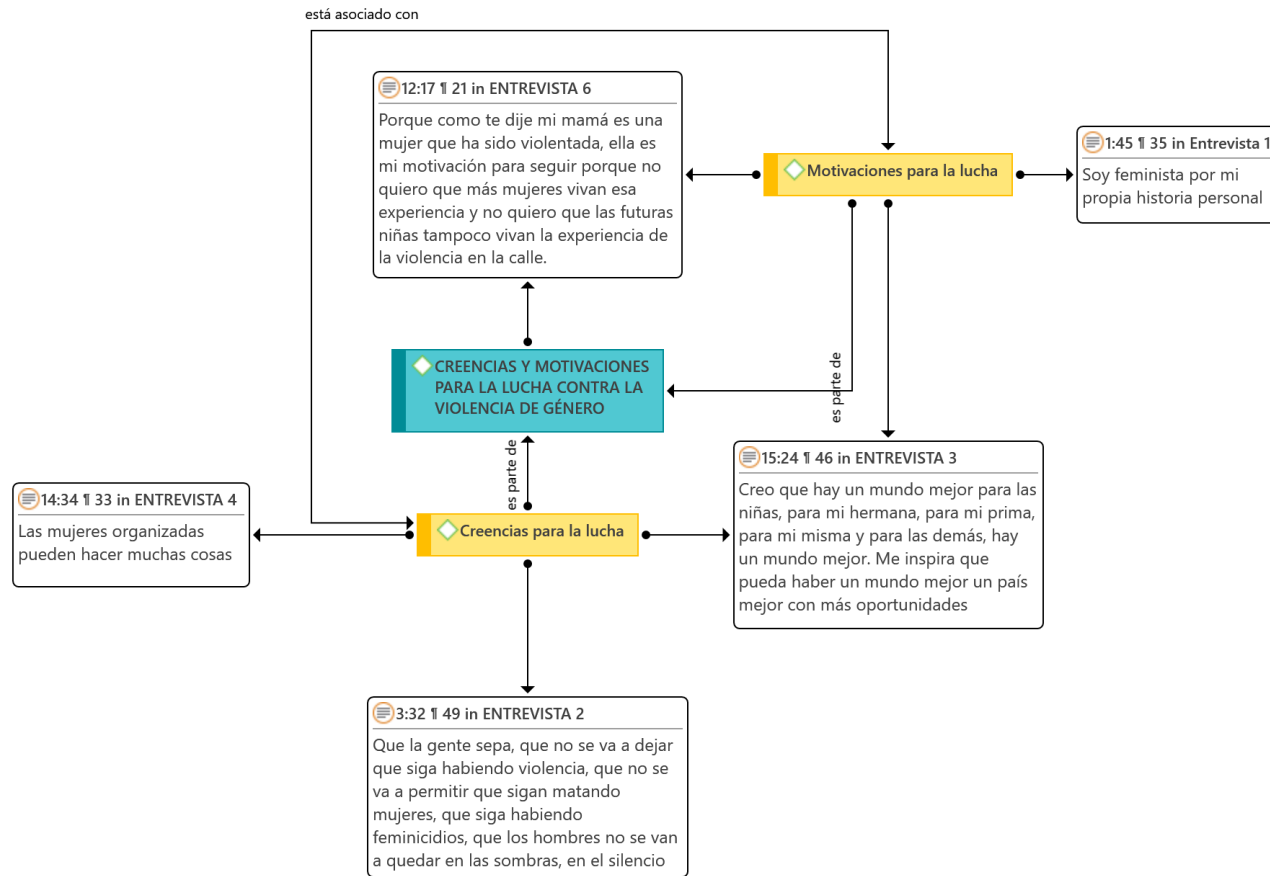 está asociado con
12:17 ¶ 21 in ENTREVISTA 6
Porque como te dije mi mamá es una
mujer que ha sido violentada, ella es
mi motivación para seguir porque no
quiero que más mujeres vivan esa
experiencia y no quiero que las futuras
niñas tampoco vivan la experiencia de
la violencia en la calle.
Motivaciones para la lucha
1:45 ¶ 35 in Entrevista 1
Soy feminista por mi
propia historia personal
CREENCIAS Y MOTIVACIONES
PARA LA LUCHA CONTRA LA
VIOLENCIA DE GÉNERO
es parte de
es parte de
15:24 ¶ 46 in ENTREVISTA 3
Creo que hay un mundo mejor para las
niñas, para mi hermana, para mi prima,
para mi misma y para las demás, hay
un mundo mejor. Me inspira que
pueda haber un mundo mejor un país
mejor con más oportunidades
14:34 ¶ 33 in ENTREVISTA 4
Las mujeres organizadas
pueden hacer muchas cosas
Creencias para la lucha
3:32 ¶ 49 in ENTREVISTA 2
Que la gente sepa, que no se va a dejar
que siga habiendo violencia, que no se
va a permitir que sigan matando
mujeres, que siga habiendo
feminicidios, que los hombres no se van
a quedar en las sombras, en el silencio